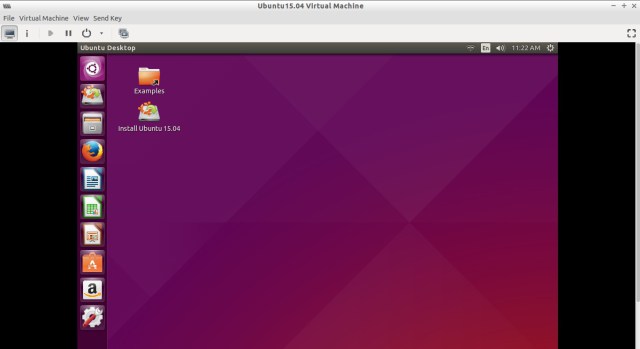 Ubuntu15.04 Virtual Machine
File Virtual Machine View Send Key
Ubuntu Desktop En 11:22 AM
Examples
Install Ubuntu 15.04